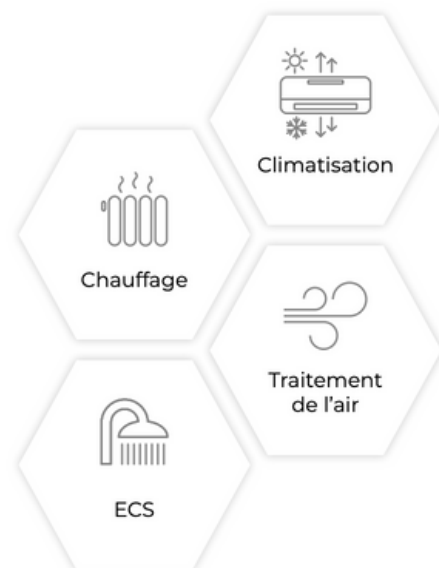 Climatisation
Chauffage
Traitement
de l'air
ECS